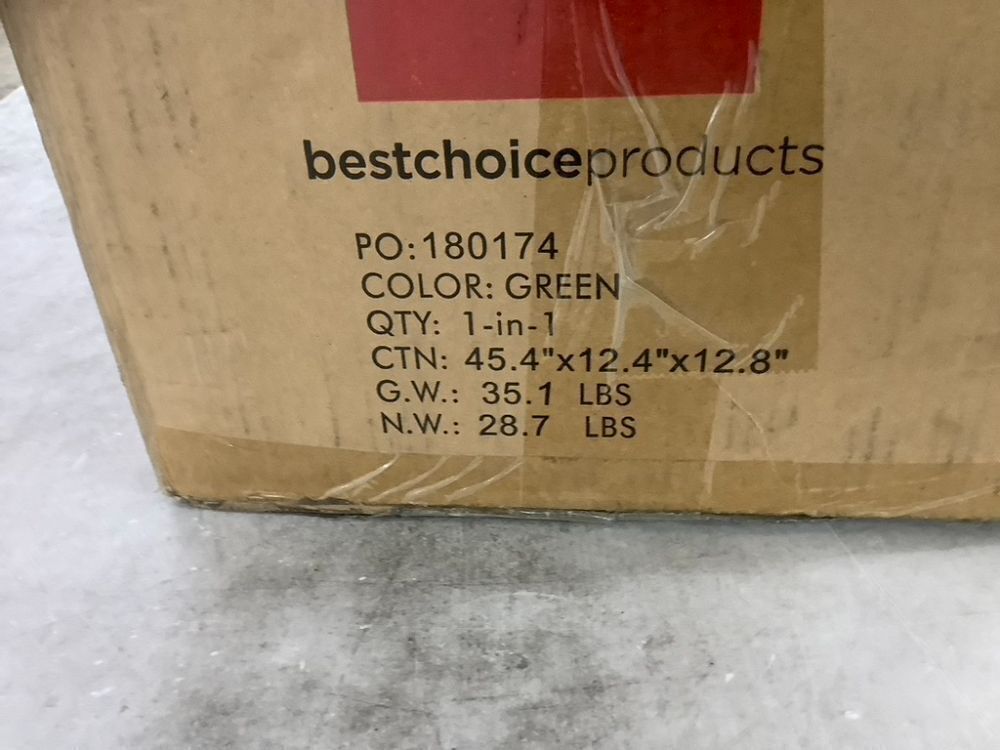 bestchoiceproducts
PO:180174
COLOR: GREEN
QTY: 1-in-1
CTN: 45.4"x12.4"x12.8"
G.W.: 35.1 LBS
N.W.: 28.7 LBS